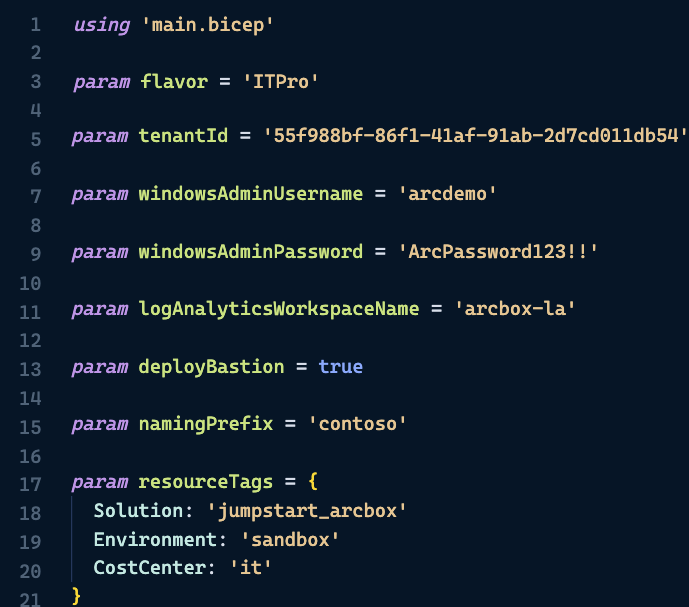 1 using 'main.bicep'
2
3 param flavor = 'ITPro'
4
5 param tenantId = '55f988bf-86f1-41af-91ab-2d7cd011db54'
6
7 param windowsAdminUsername = 'arcdemo'
8
9 param windowsAdminPassword = 'ArcPassword123!!'
10
11 param logAnalyticsWorkspaceName = 'arcbox-la'
12
13 param deployBastion = true
14
15 param namingPrefix = 'contoso'
16
17 param resourceTags = {
18   Solution: 'jumpstart_arcbox'
19   Environment: 'sandbox'
20   CostCenter: 'it'
21 }